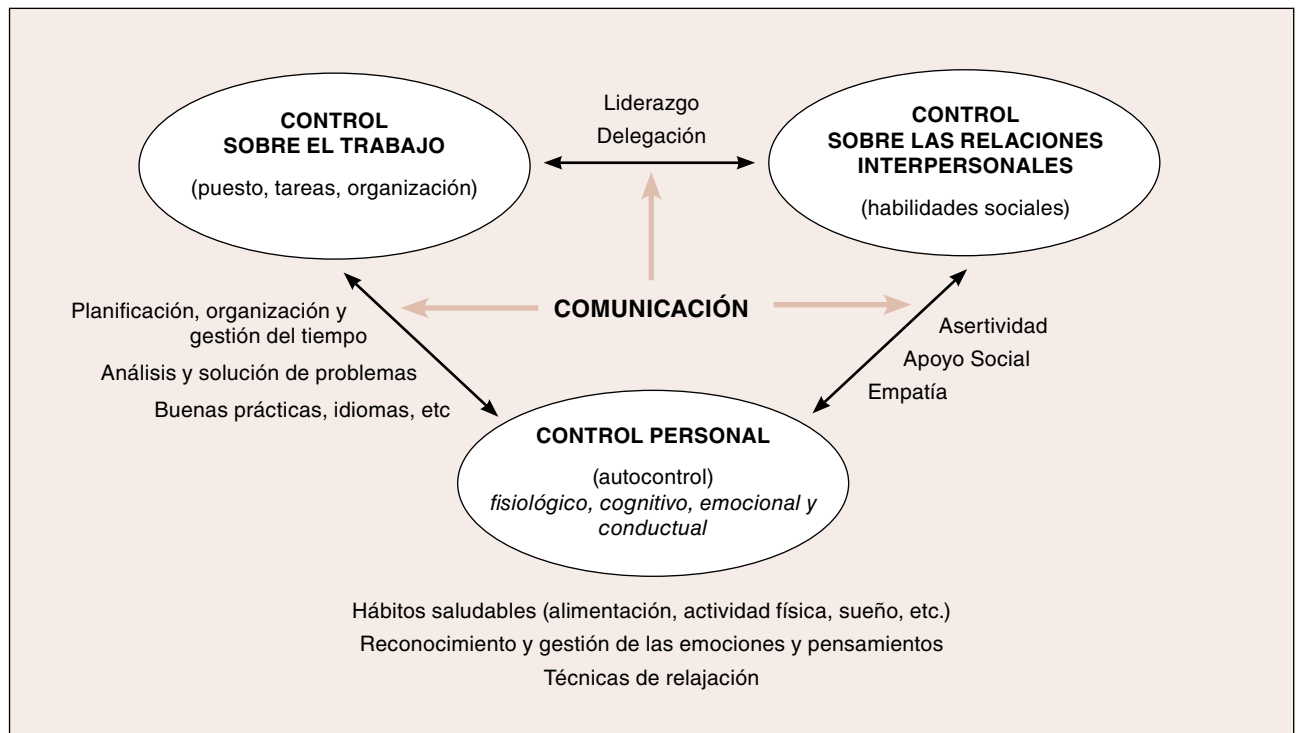 CONTROL
SOBRE EL TRABAJO
(puesto, tareas, organización)
Liderazgo
Delegación
CONTROL
SOBRE LAS RELACIONES
INTERPERSONALES
(habilidades sociales)
COMUNICACIÓN
Planificación, organización y
gestión del tiempo
Análisis y solución de problemas
Buenas prácticas, idiomas, etc
Asertividad
Apoyo Social
Empatía
CONTROL PERSONAL
(autocontrol)
fisiológico, cognitivo, emocional y
conductual
Hábitos saludables (alimentación, actividad física, sueño, etc.)
Reconocimiento y gestión de las emociones y pensamientos
Técnicas de relajación